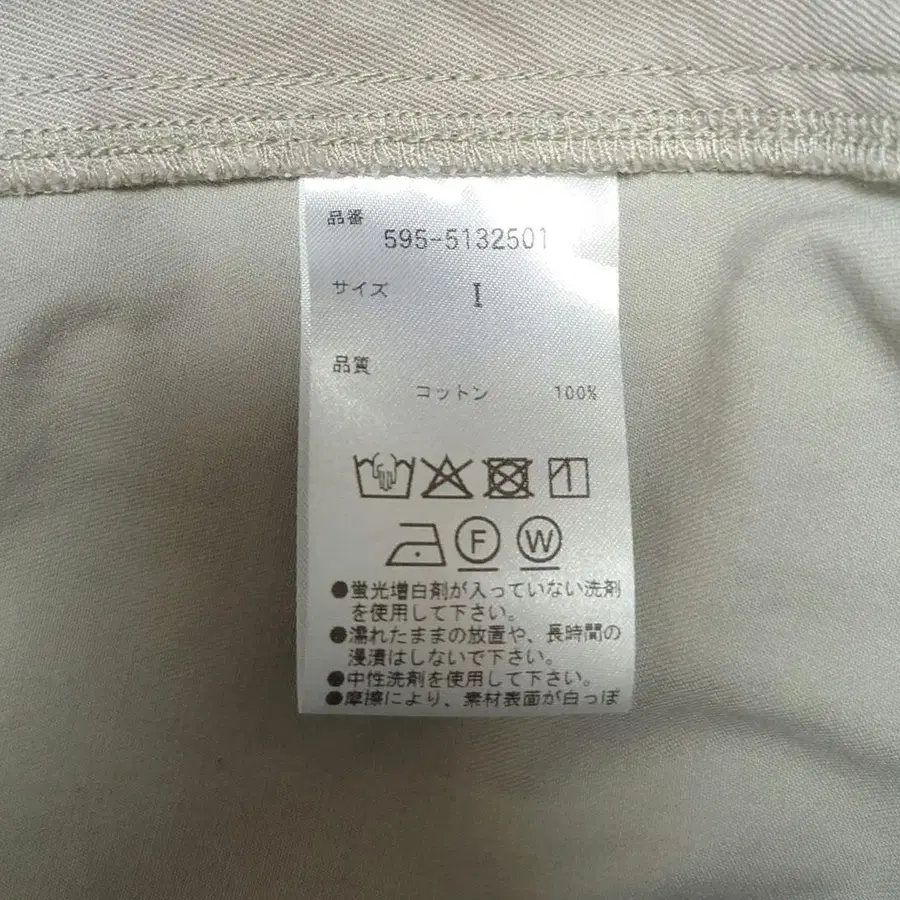 品番
595-5132501
サイズ I
品質
コットン 100%
F W
●蛍光増白剤が入っていない洗剤
を使用して下さい。
●濡れたままの放置や、長時間の
浸漬はしないで下さい。
●中性洗剤を使用して下さい。
●摩擦により、素材表面が白っぽ